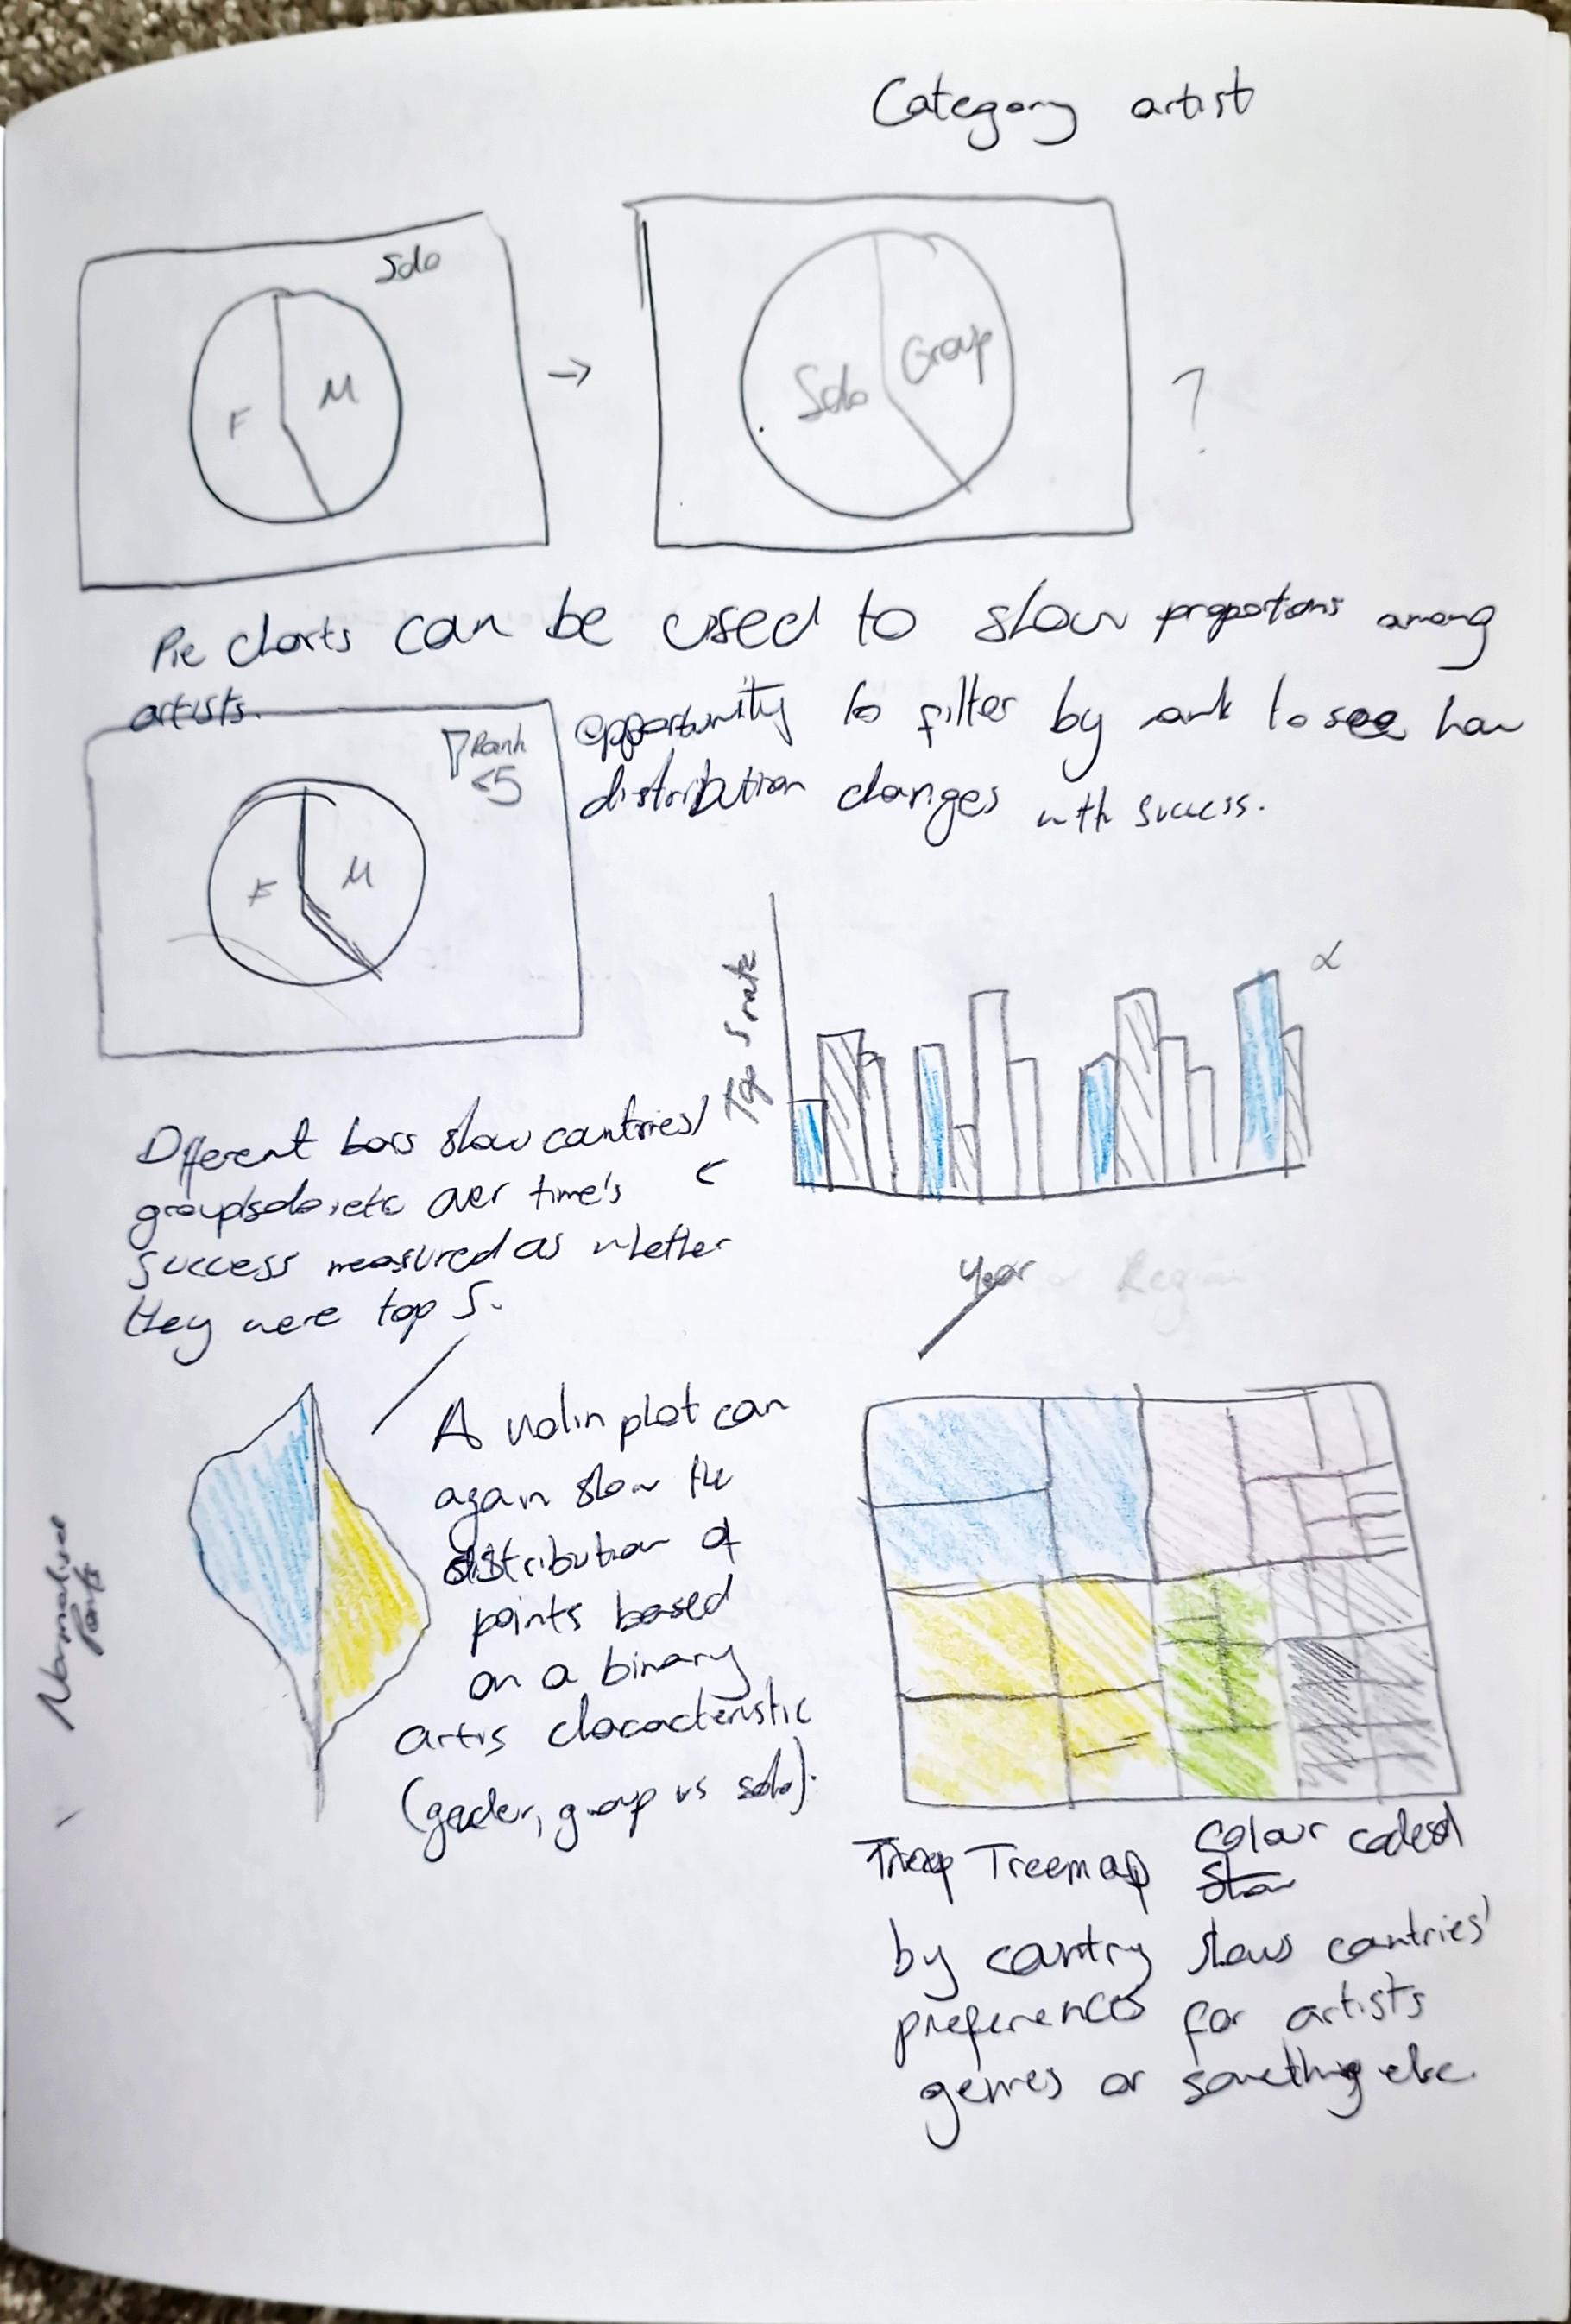 Category artist
Solo
F M
Solo Group
?
Pie charts can be used to show proportions among
artists.
opportunity to filter by rank to see how
distribution changes with success.
Rank
<5
F M
Top 5 rate
Different bars show countries'
group/solo, etc over time's
success measured as whether
they were top 5.
Year or Region
A violin plot can
again show the
distribution of
points based
on a binary
artis characteristic
(gender, group vs solo).
Normalised
Points
Treemap colour coded
by country shows countries'
preferences for artists
genres or something else.